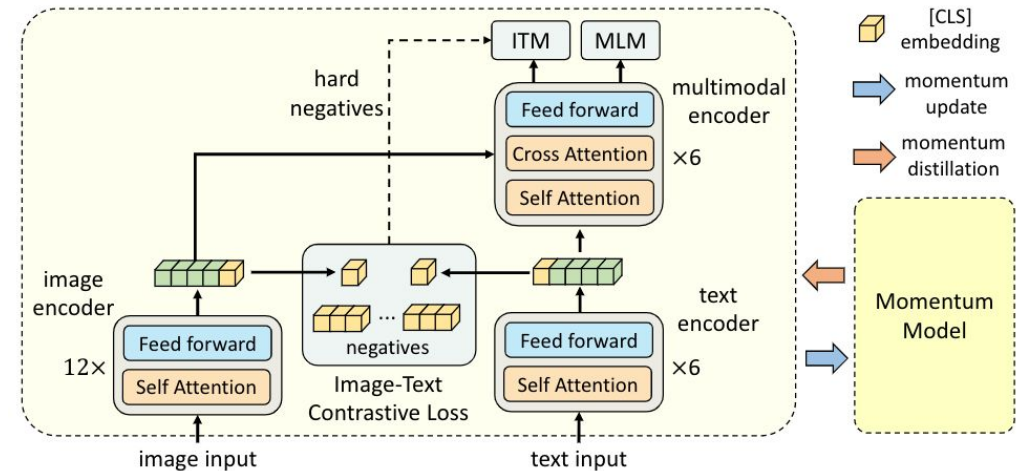 ITM
MLM
[CLS]
embedding
hard
negatives
multimodal
encoder
Feed forward
Cross Attention
Self Attention
×6
momentum
update
momentum
distillation
image
encoder
Feed forward
Self Attention
12×
...
negatives
Image-Text
Contrastive Loss
text
encoder
Feed forward
Self Attention
×6
Momentum
Model
image input
text input